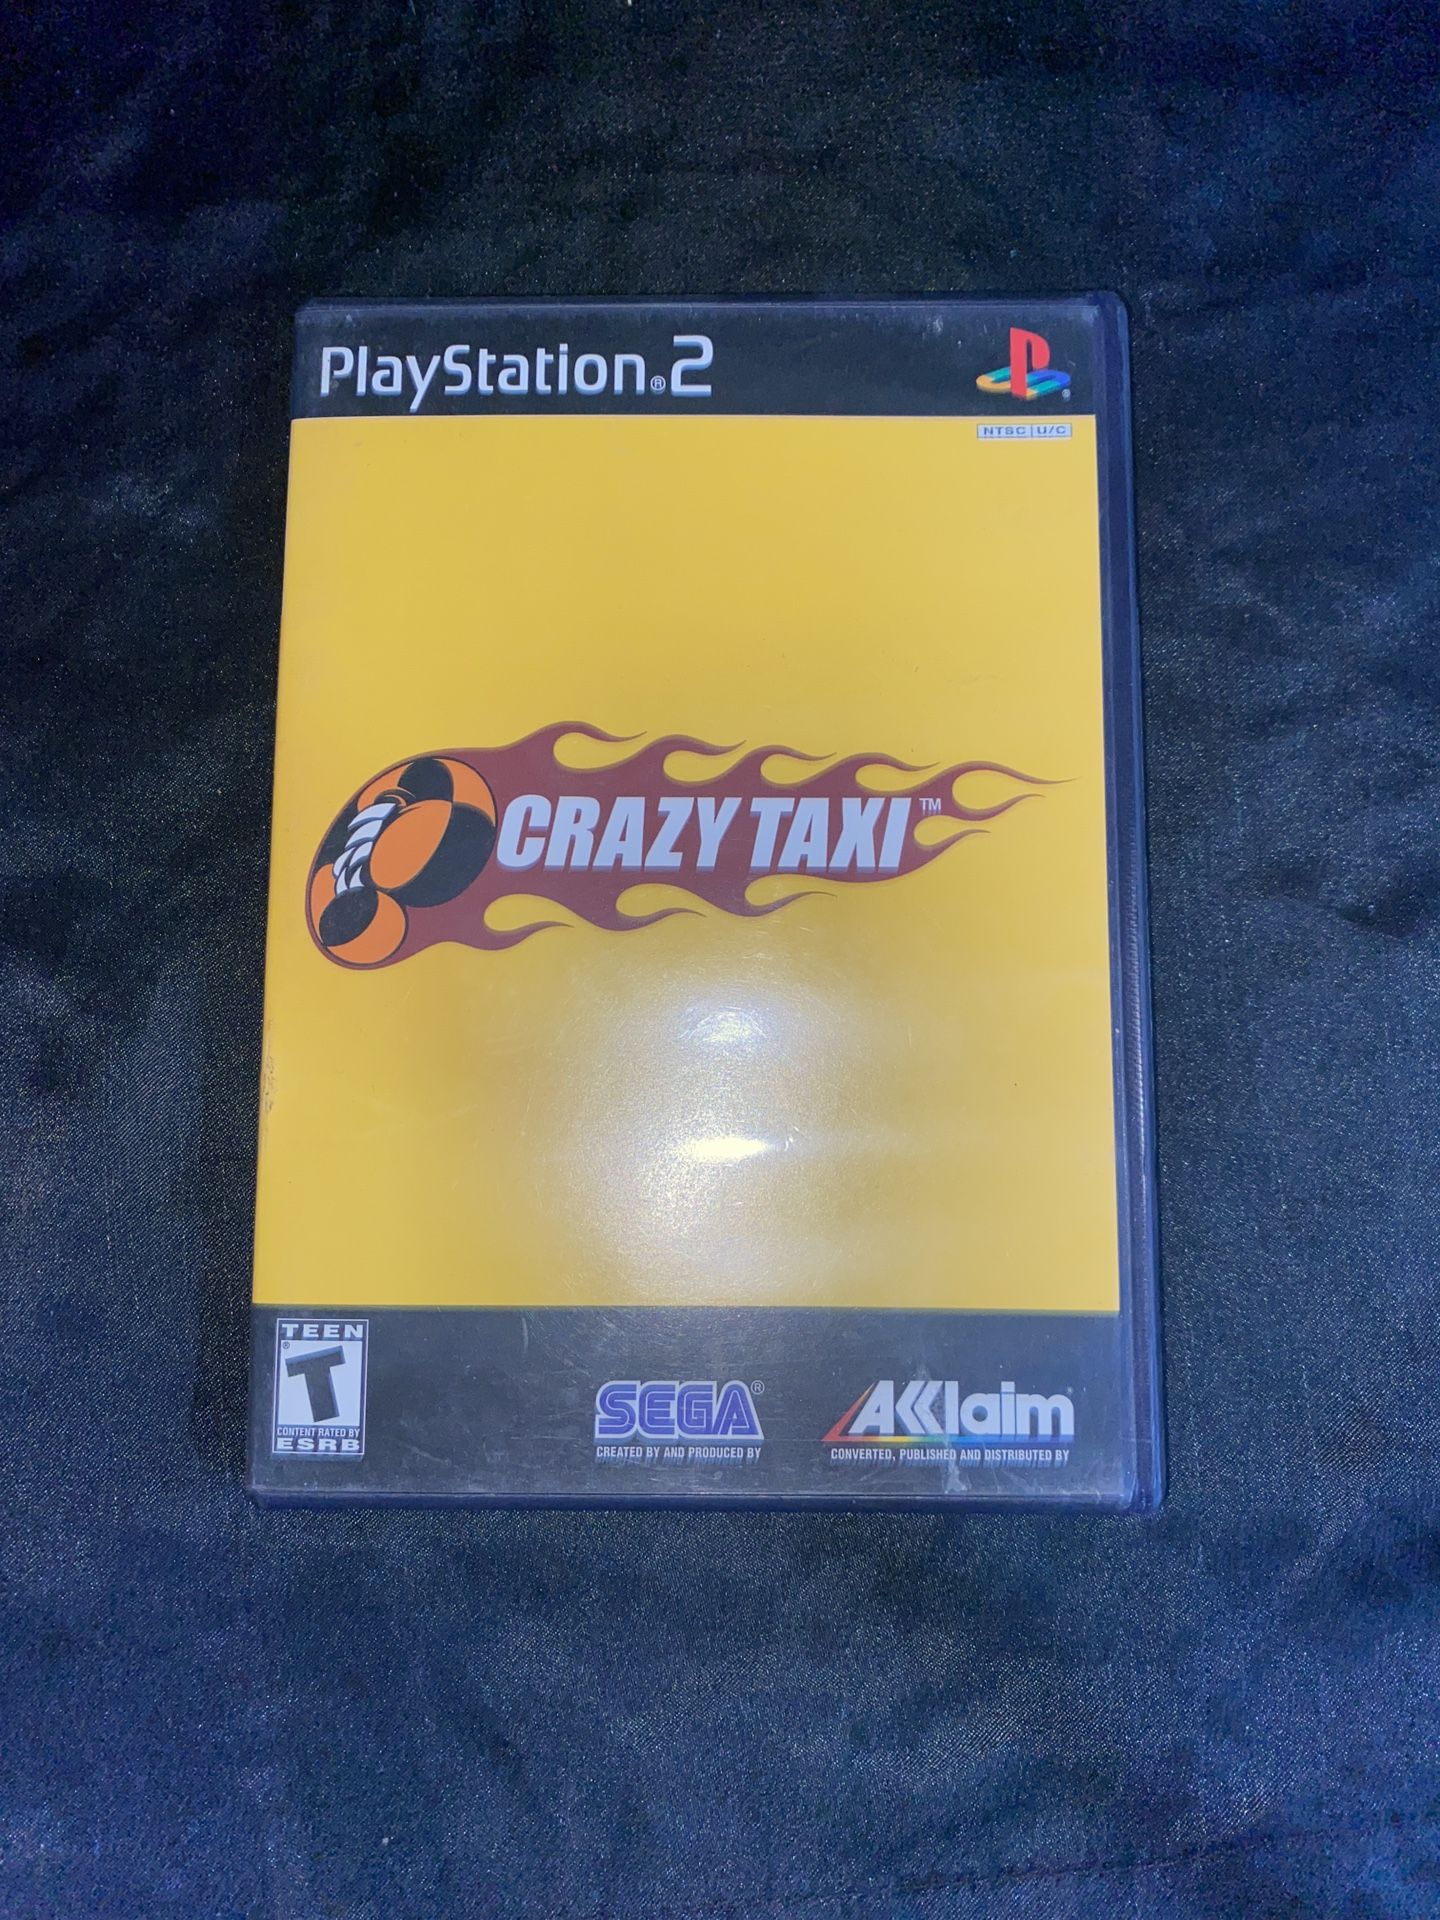 PlayStation®2
NTSC U/C
CRAZY TAXI™
TEEN
T
CONTENT RATED BY
ESRB
SEGA®
CREATED BY AND PRODUCED BY
AKKlaim
CONVERTED, PUBLISHED AND DISTRIBUTED BY